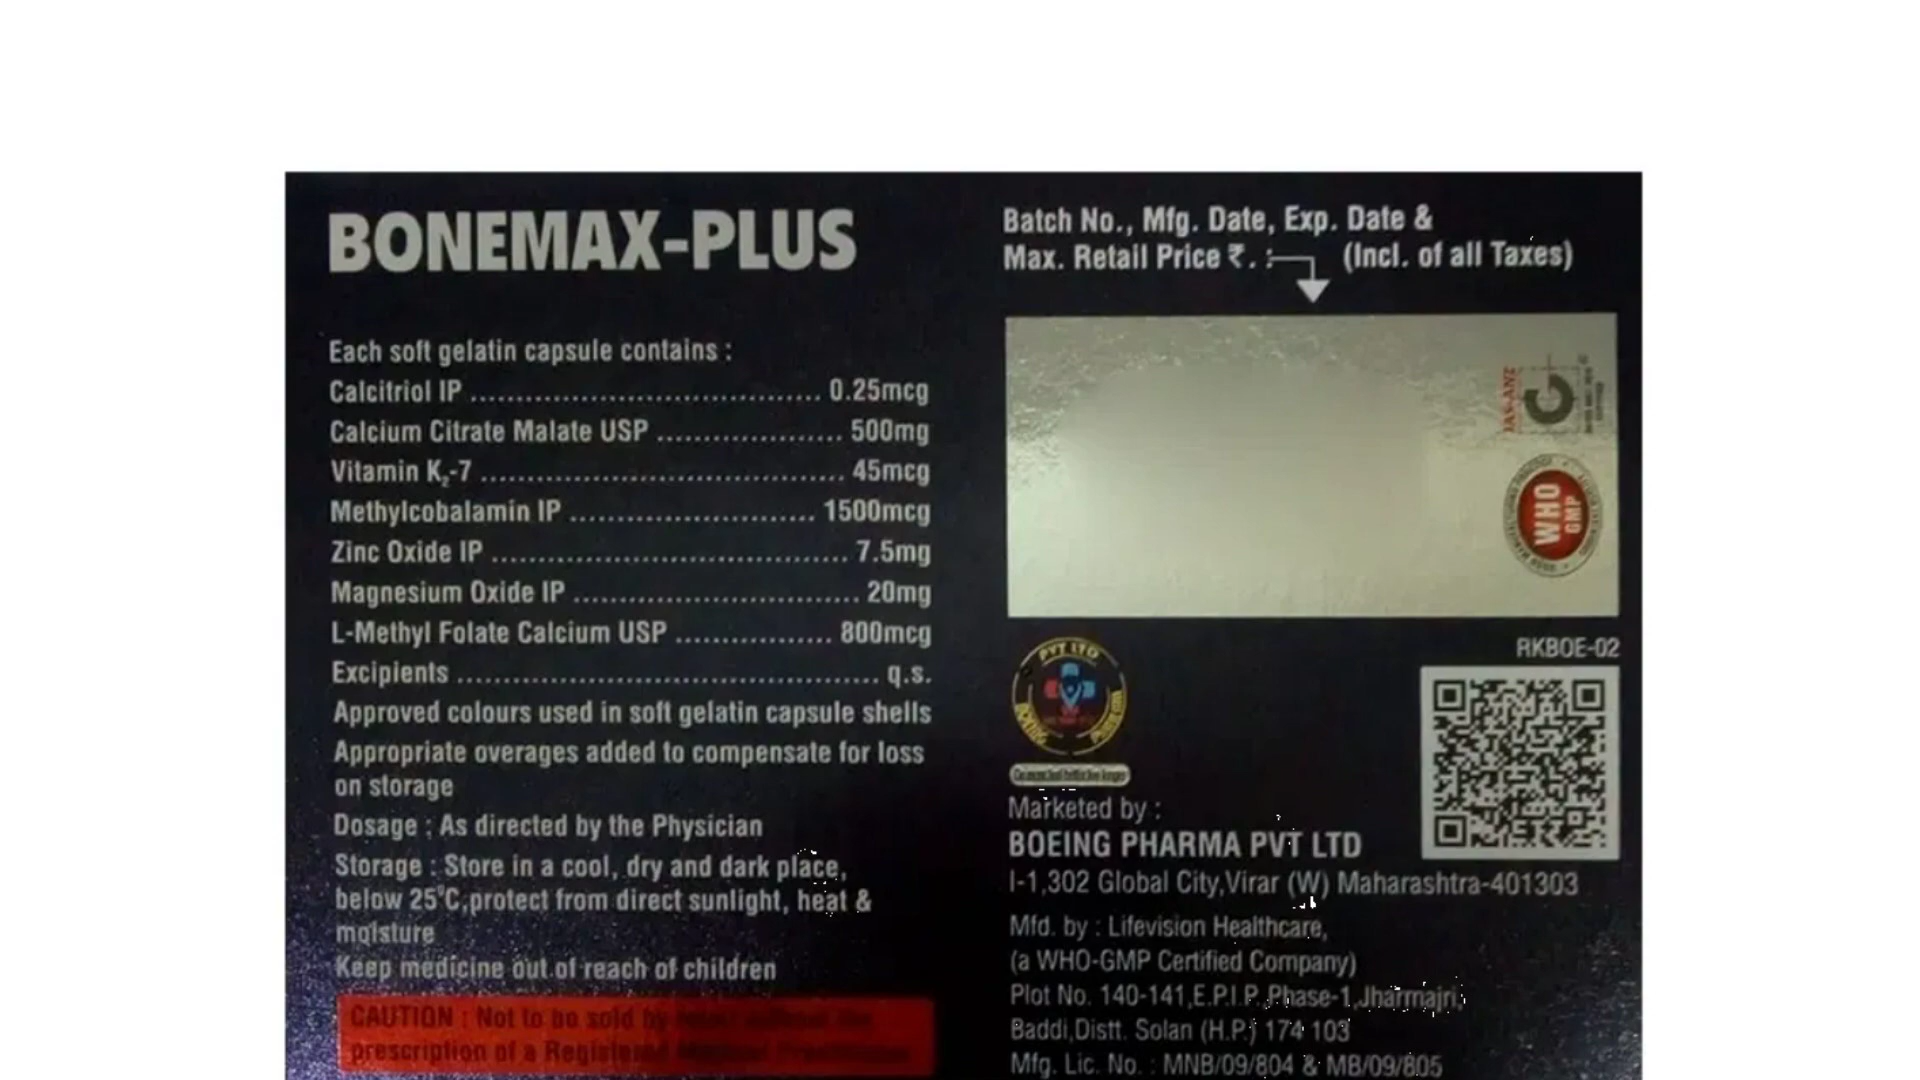 BONEMAX-PLUS
Each soft gelatin capsule contains :
Calcitriol IP ...................................... 0.25mcg
Calcium Citrate Malate USP .................... 500mg
Vitamin K₂-7 ....................................... 45mcg
Methylcobalamin IP ........................... 1500mcg
Zinc Oxide IP ....................................... 7.5mg
Magnesium Oxide IP ............................... 20mg
L-Methyl Folate Calcium USP ................. 800mcg
Excipients .............................................. q.s.
Approved colours used in soft gelatin capsule shells
Appropriate overages added to compensate for loss
on storage
Dosage : As directed by the Physician
Storage : Store in a cool, dry and dark place,
below 25°C,protect from direct sunlight, heat &
moisture
Keep medicine out of reach of children
CAUTION : Not to be sold by
prescription of a Registered
Batch No., Mfg. Date, Exp. Date &
Max. Retail Price ₹. : (Incl. of all Taxes)
JAS-ANZ
WHO
GMP
RKBOE-02
PVT LTD
BOEING PHARMA
Marketed by :
BOEING PHARMA PVT LTD
I-1,302 Global City,Virar (W) Maharashtra-401303
Mfd. by : Lifevision Healthcare,
(a WHO-GMP Certified Company)
Plot No. 140-141,E.P.I.P.,Phase-1,Jharmajri,
Baddi,Distt. Solan (H.P.) 174 103
Mfg. Lic. No. : MNB/09/804 & MB/09/805